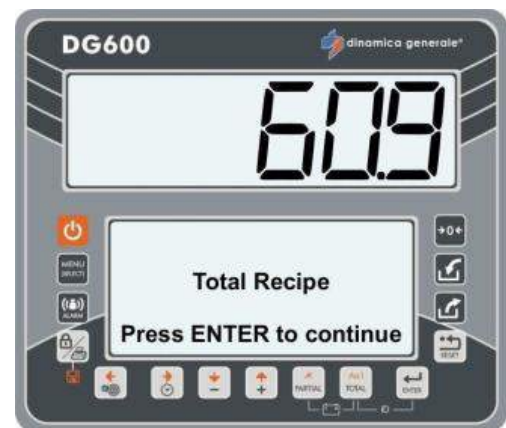 DG600
dinamica generale®
60.9
Total Recipe
Press ENTER to continue
MENU
(SELECT)
ALARM
RESET
PARTIAL
TOTAL
ENTER